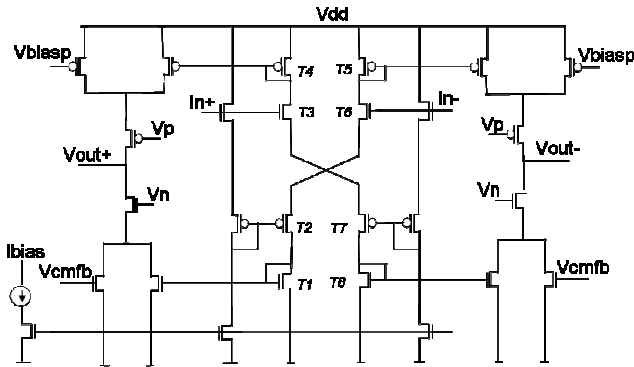 Vdd
Vbiasp
Vbiasp
T4
T5
In+
T3
T6
In-
Vp
Vp
Vout+
Vout-
Vn
Vn
T2
T7
Ibias
Vcmfb
T1
T8
Vcmfb